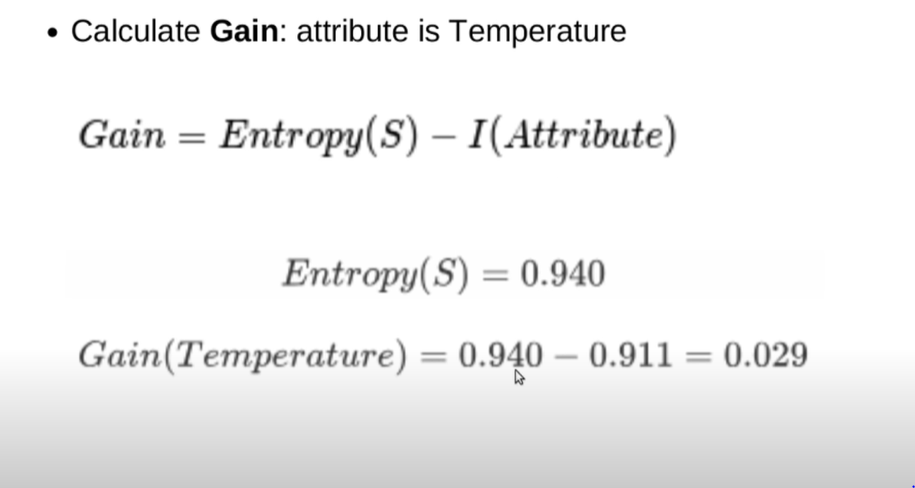 • Calculate Gain: attribute is Temperature
Gain = Entropy(S) − I(Attribute)
Entropy(S) = 0.940
Gain(Temperature) = 0.940 − 0.911 = 0.029